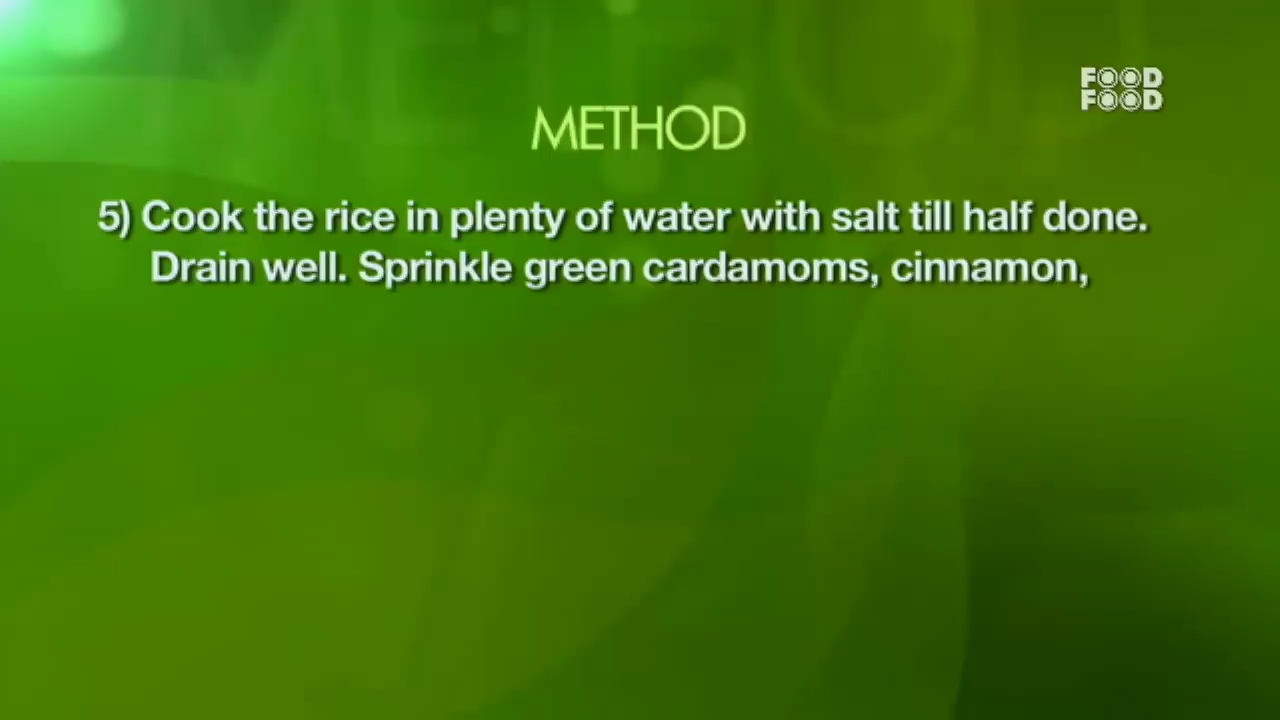 FOOD
FOOD
METHOD
5) Cook the rice in plenty of water with salt till half done.
Drain well. Sprinkle green cardamoms, cinnamon,